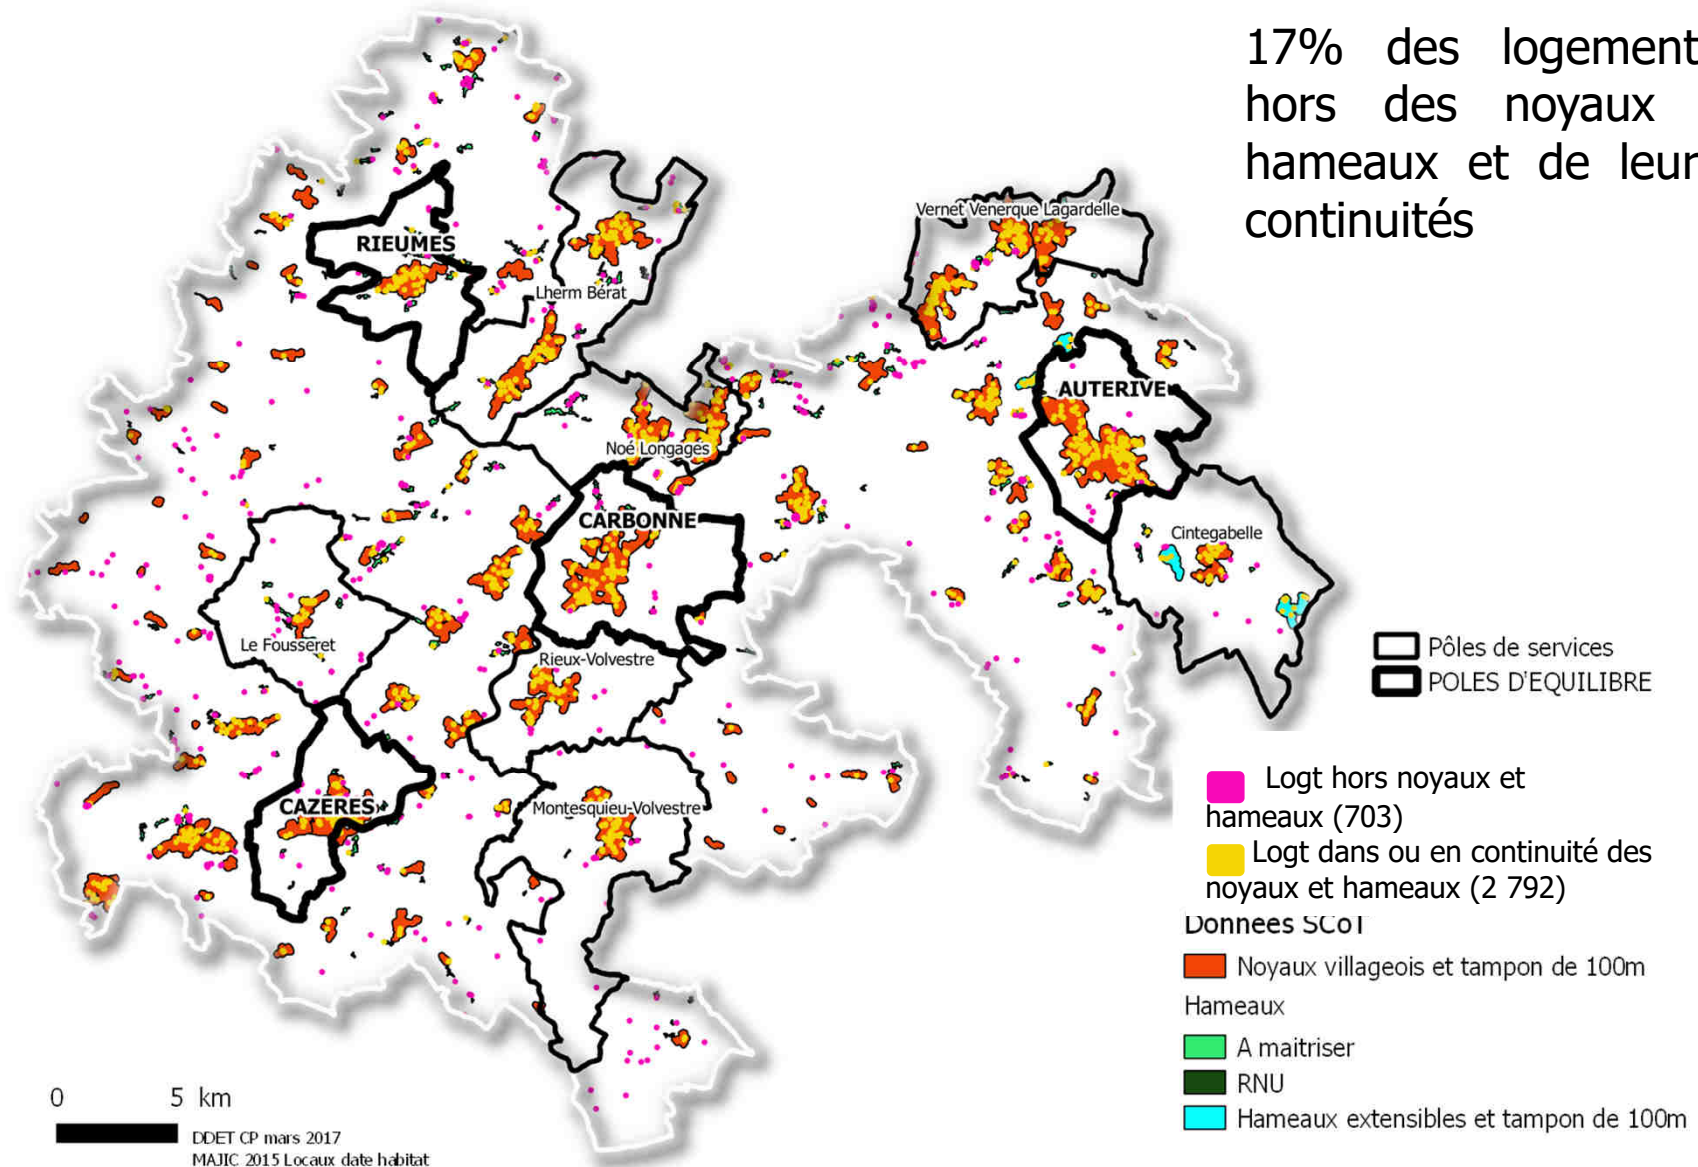 17% des logement
hors des noyaux
hameaux et de leur
continuités
Vernet Venerque Lagardelle
RIEUMES
Lherm Bérat
AUTERIVE
Noé Longages
CARBONNE
Cintegabelle
Le Fousseret
Rieux-Volvestre
CAZERES
Montesquieu-Volvestre
Pôles de services
POLES D'EQUILIBRE
Logt hors noyaux et
hameaux (703)
Logt dans ou en continuité des
noyaux et hameaux (2 792)
Donnees SCoT
Noyaux villageois et tampon de 100m
Hameaux
A maitriser
RNU
Hameaux extensibles et tampon de 100m
0 5 km
DDET CP mars 2017
MAJIC 2015 Locaux date habitat